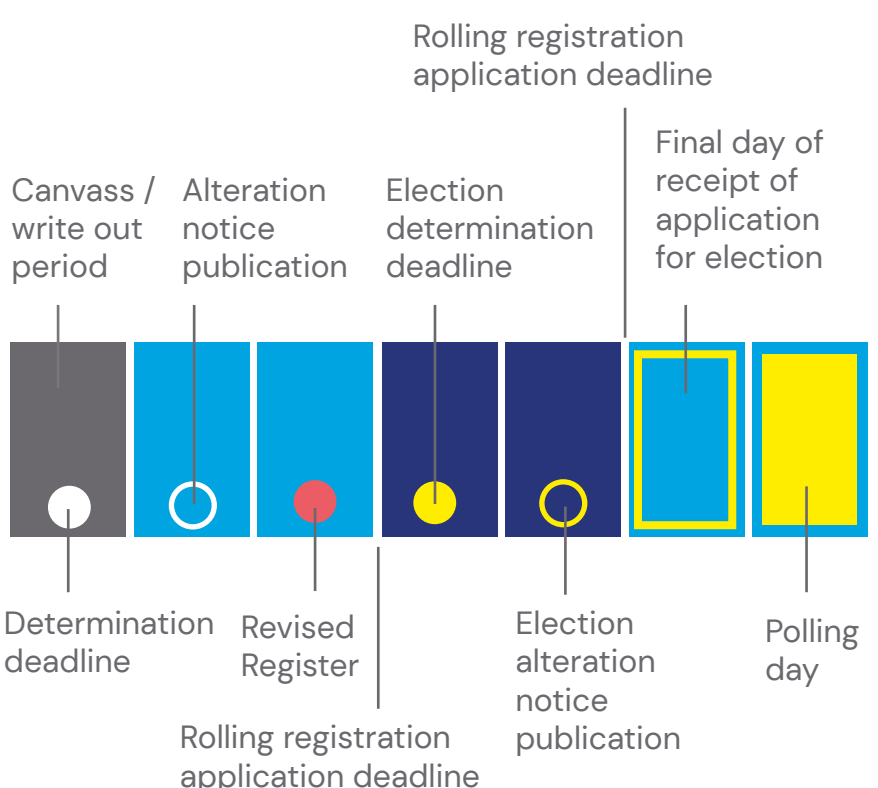 Rolling registration
application deadline
Final day of
receipt of
application
for election
Canvass /
write out
period
Alteration
notice
publication
Election
determination
deadline
Determination
deadline
Revised
Register
Rolling registration
application deadline
Election
alteration
notice
publication
Polling
day